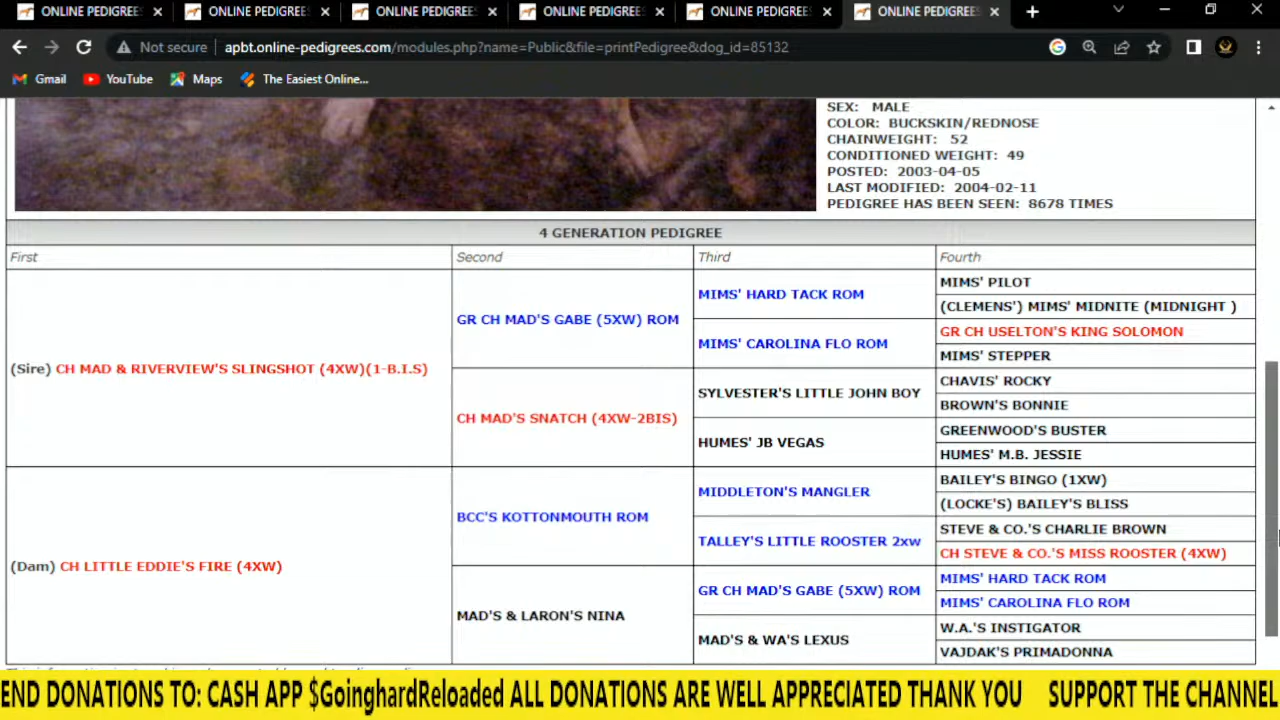 ONLINE PEDIGREES ONLINE PEDIGREES ONLINE PEDIGREES ONLINE PEDIGREES ONLINE PEDIGREES ONLINE PEDIGREES
Not secure apbt.online-pedigrees.com/modules.php?name=Public&file=printPedigree&dog_id=85132
Gmail YouTube Maps The Easiest Online...
SEX: MALE
COLOR: BUCKSKIN/REDNOSE
CHAINWEIGHT: 52
CONDITIONED WEIGHT: 49
POSTED: 2003-04-05
LAST MODIFIED: 2004-02-11
PEDIGREE HAS BEEN SEEN: 8678 TIMES
4 GENERATION PEDIGREE
First Second Third Fourth
(Sire) CH MAD & RIVERVIEW'S SLINGSHOT (4XW)(1-B.I.S)
GR CH MAD'S GABE (5XW) ROM
MIMS' HARD TACK ROM
MIMS' PILOT
(CLEMENS') MIMS' MIDNITE (MIDNIGHT )
MIMS' CAROLINA FLO ROM
GR CH USELTON'S KING SOLOMON
MIMS' STEPPER
CH MAD'S SNATCH (4XW-2BIS)
SYLVESTER'S LITTLE JOHN BOY
CHAVIS' ROCKY
BROWN'S BONNIE
HUMES' JB VEGAS
GREENWOOD'S BUSTER
HUMES' M.B. JESSIE
(Dam) CH LITTLE EDDIE'S FIRE (4XW)
BCC'S KOTTONMOUTH ROM
MIDDLETON'S MANGLER
BAILEY'S BINGO (1XW)
(LOCKE'S) BAILEY'S BLISS
TALLEY'S LITTLE ROOSTER 2xw
STEVE & CO.'S CHARLIE BROWN
CH STEVE & CO.'S MISS ROOSTER (4XW)
MAD'S & LARON'S NINA
GR CH MAD'S GABE (5XW) ROM
MIMS' HARD TACK ROM
MIMS' CAROLINA FLO ROM
MAD'S & WA'S LEXUS
W.A.'S INSTIGATOR
VAJDAK'S PRIMADONNA
END DONATIONS TO: CASH APP $GoinghardReloaded ALL DONATIONS ARE WELL APPRECIATED THANK YOU SUPPORT THE CHANNEL